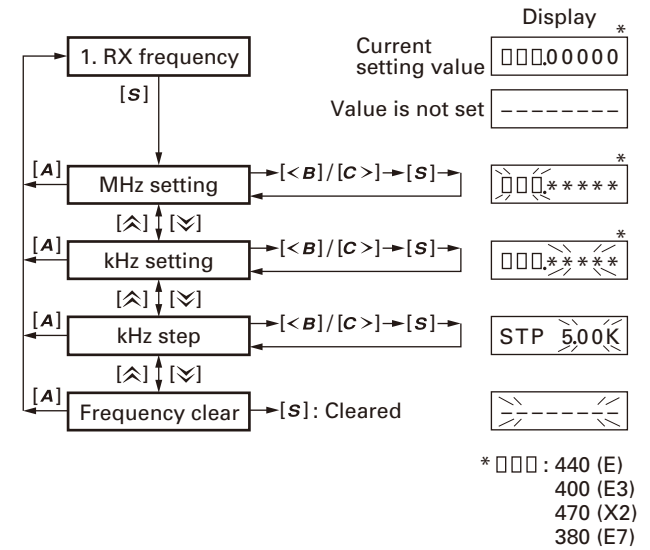 Display
*
1. RX frequency
Current
setting value
▯▯▯.00000
[S]
Value is not set
--------
[A]
MHz setting
[<B]/[C>]
[S]
*
▯▯▯.*****
[︽] [︾]
[A]
kHz setting
[<B]/[C>]
[S]
*
▯▯▯.*****
[︽] [︾]
[A]
kHz step
[<B]/[C>]
[S]
STP 5.00K
[︽] [︾]
[A]
Frequency clear
[S] : Cleared
--------
* ▯▯▯ : 440 (E)
400 (E3)
470 (X2)
380 (E7)